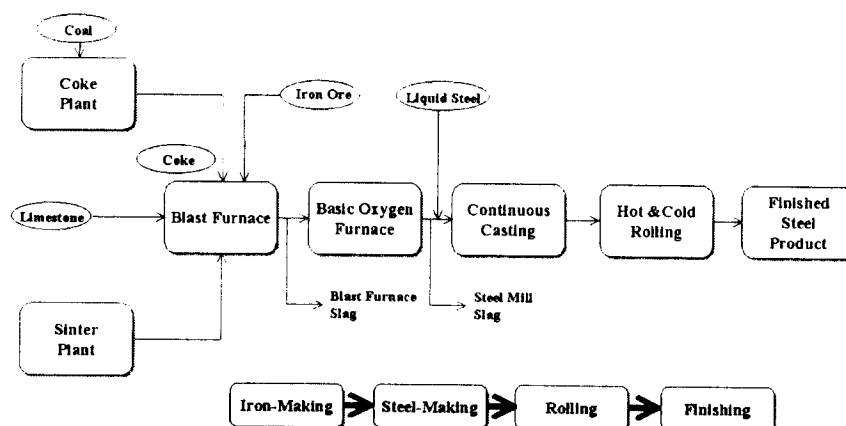 Coal
Coke
Plant
Iron Ore
Liquid Steel
Coke
Limestone
Blast Furnace
Basic Oxygen
Furnace
Continuous
Casting
Hot & Cold
Rolling
Finished
Steel
Product
Blast Furnace
Slag
Steel Mill
Slag
Sinter
Plant
Iron-Making
Steel-Making
Rolling
Finishing